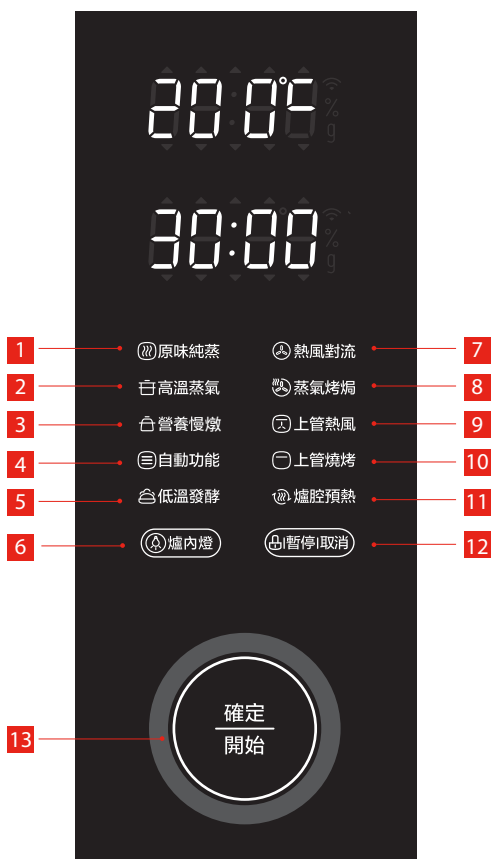 200℃
%
g
30:00
%
g
1 原味純蒸
7 熱風對流
2 高溫蒸氣
8 蒸氣烤焗
3 營養慢燉
9 上管熱風
4 自動功能
10 上管燒烤
5 低溫發酵
11 爐腔預熱
6 爐內燈
12 暫停|取消
13 確定
開始